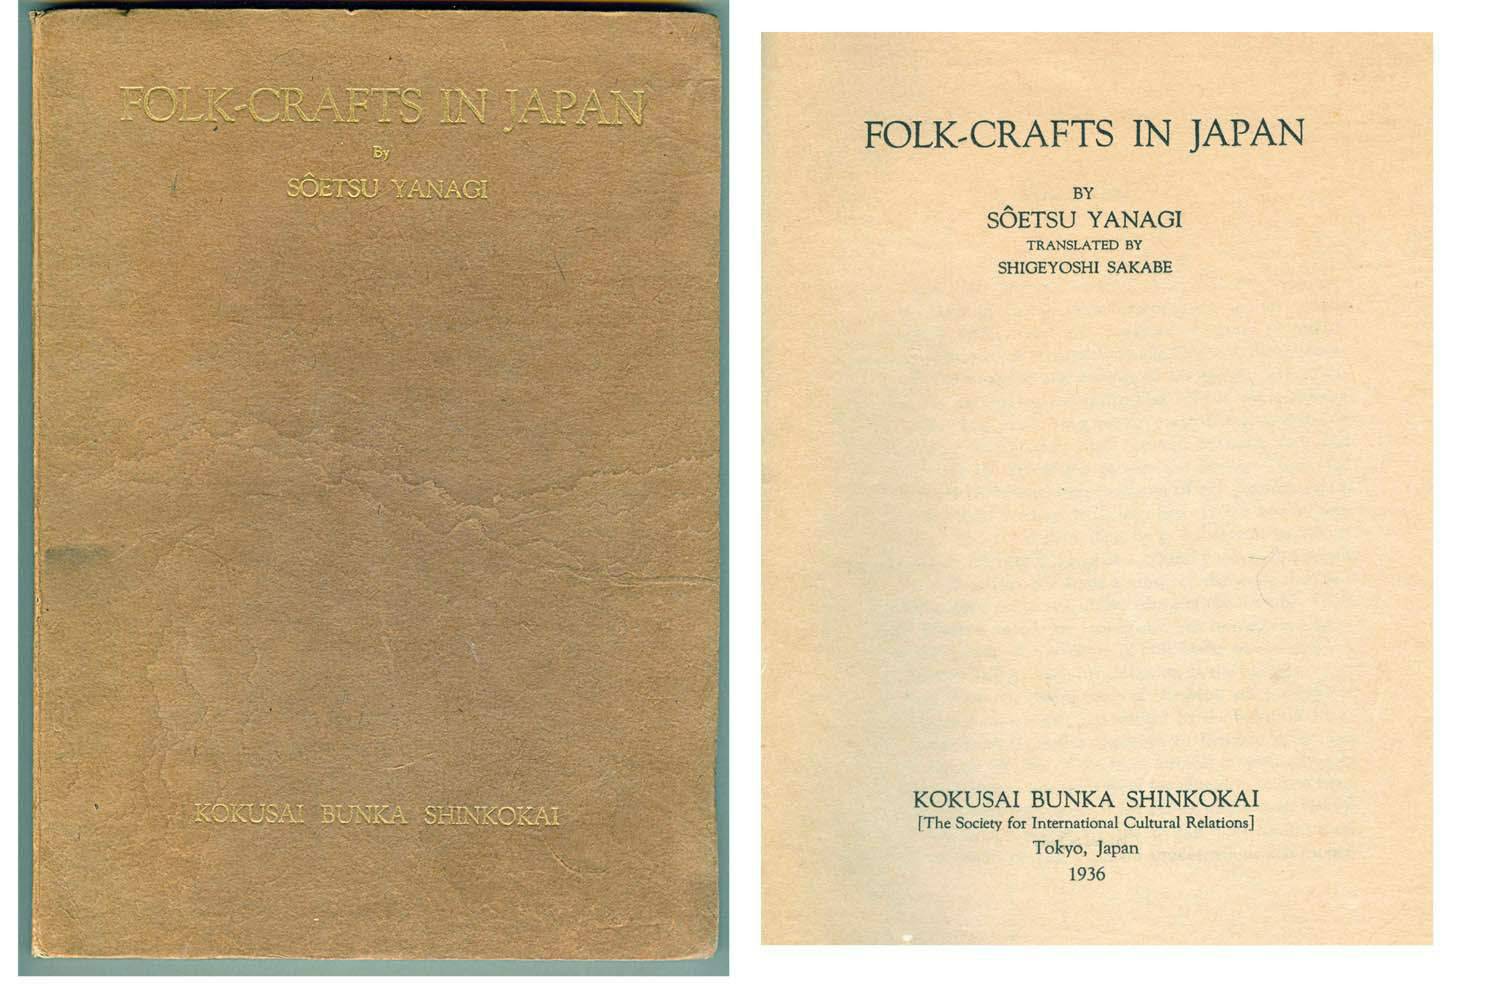 FOLK-CRAFTS IN JAPAN
By
SÔETSU YANAGI
KOKUSAI BUNKA SHINKOKAI
FOLK-CRAFTS IN JAPAN
BY
SÔETSU YANAGI
TRANSLATED BY
SHIGEYOSHI SAKABE
KOKUSAI BUNKA SHINKOKAI
[The Society for International Cultural Relations]
Tokyo, Japan
1936